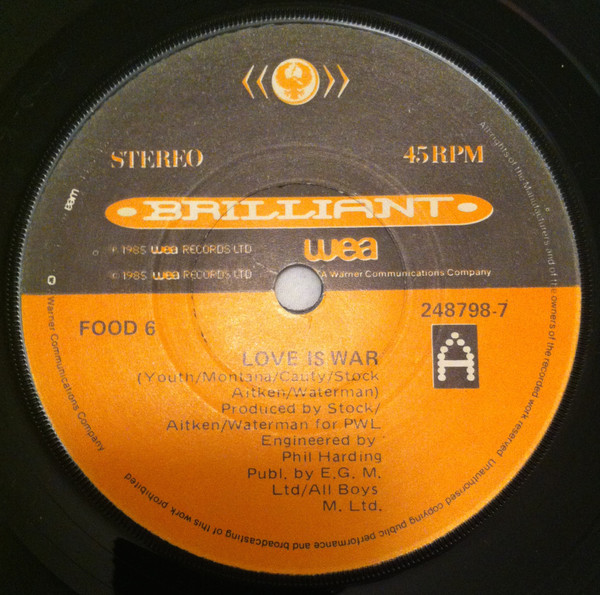 STEREO
45RPM
BRILLIANT
℗ 1985 wea RECORDS LTD
© 1985 wea RECORDS LTD
wea
A Warner Communications Company
FOOD 6
248798-7
A
LOVE IS WAR
(Youth/Montana/Cauty/Stock
Aitken/Waterman)
Produced by Stock/
Aitken/Waterman for PWL
Engineered by
Phil Harding
Publ. by E.G. M.
Ltd/All Boys
M. Ltd.
All rights of the Manufacturers and of the owners of the recorded work reserved Unauthorised copying public performance and broadcasting of this work prohibited
wea
Warner Communications Company